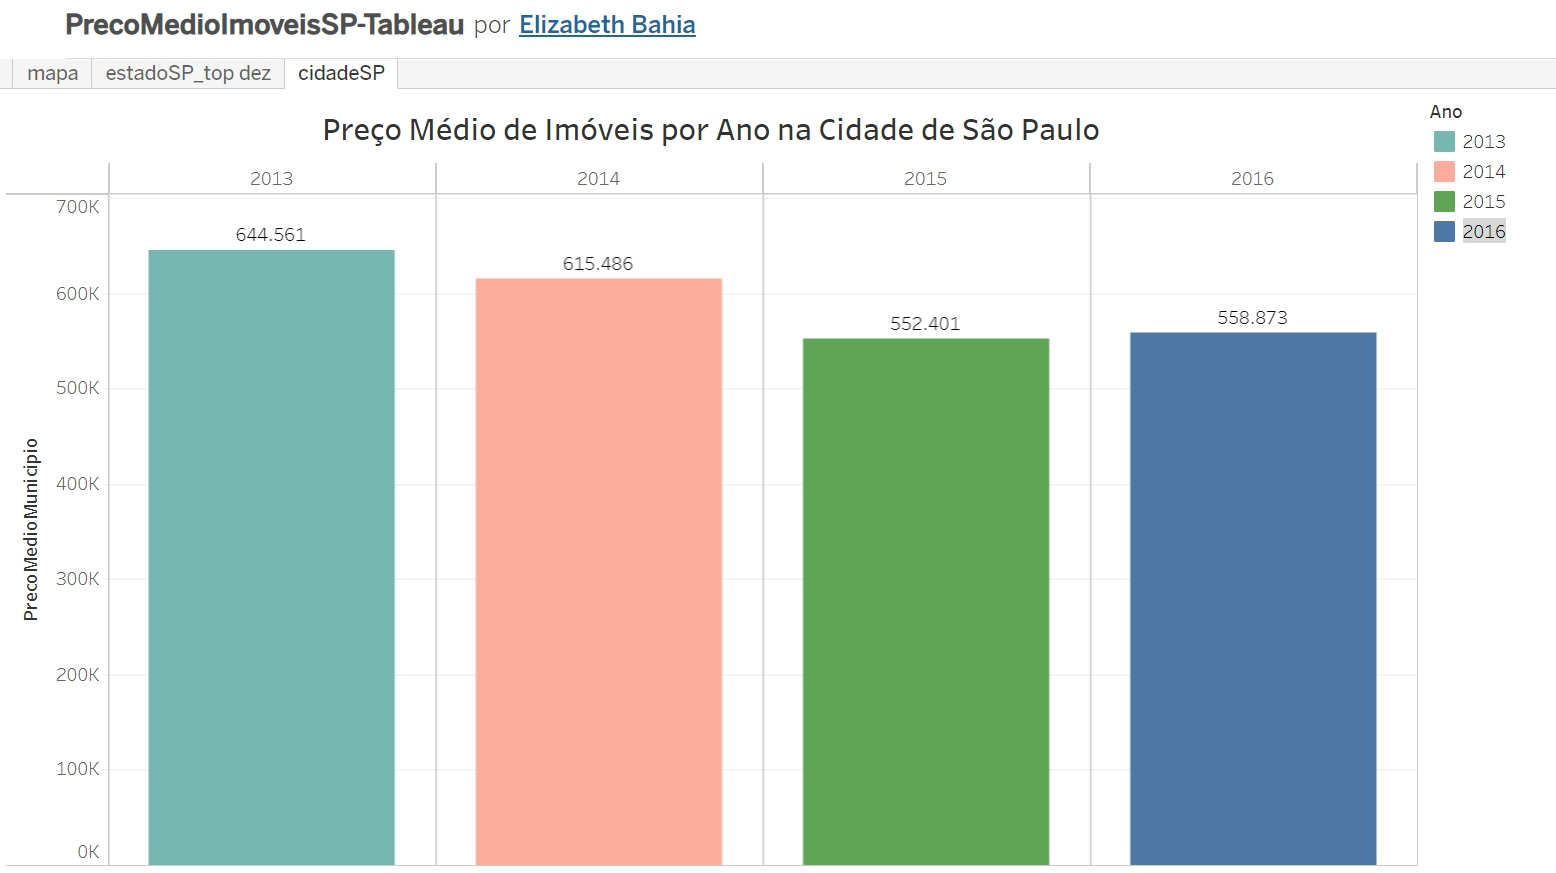 PrecoMedioImoveisSP-Tableau por Elizabeth Bahia
mapa estadoSP_top dez cidadeSP
Preço Médio de Imóveis por Ano na Cidade de São Paulo
2013 2014 2015 2016
700K
600K
500K
400K
300K
200K
100K
0K
PrecoMedioMunicipio
644.561
615.486
552.401
558.873
Ano
2013
2014
2015
2016